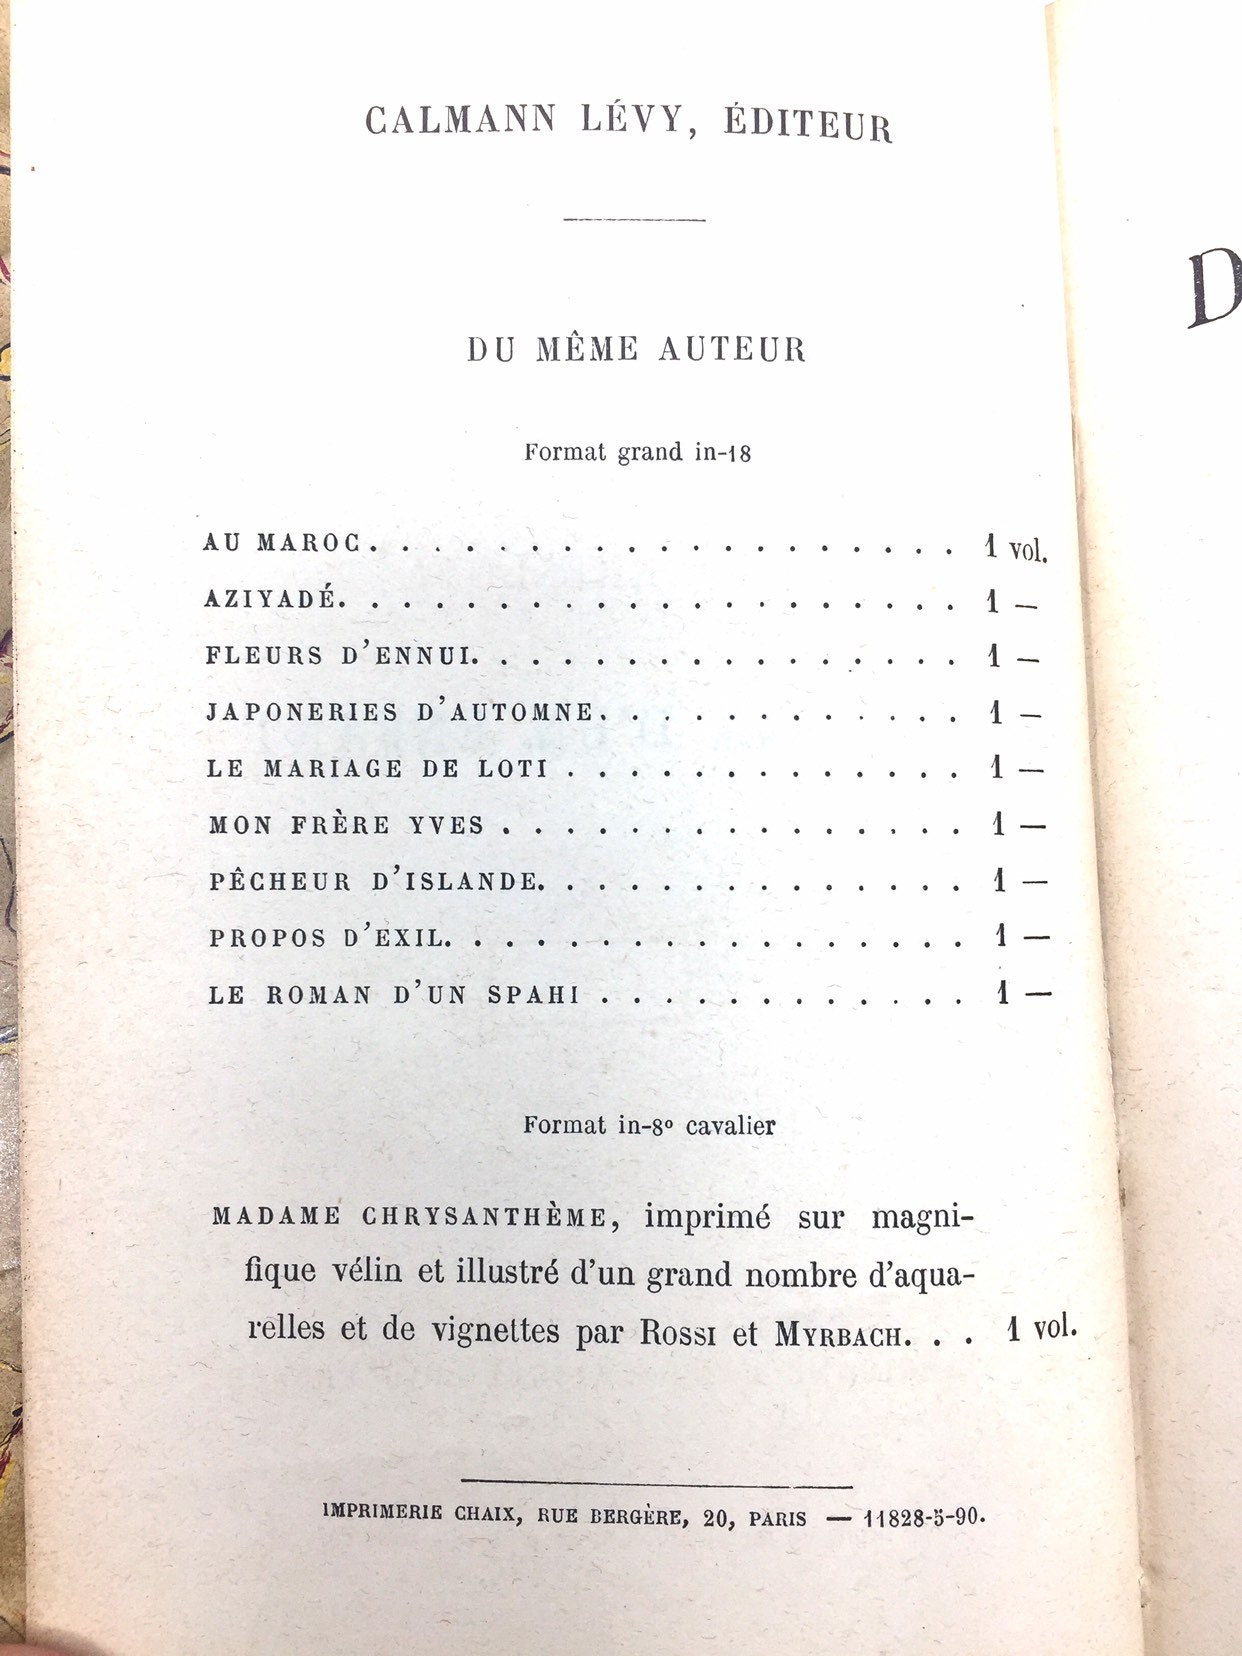 CALMANN LÉVY, ÉDITEUR
DU MÊME AUTEUR
Format grand in-18
AU MAROC. . . . . . . . . . . . . . . . . . . 1 vol.
AZIYADÉ. . . . . . . . . . . . . . . . . . . . 1 —
FLEURS D'ENNUI. . . . . . . . . . . . . . . . 1 —
JAPONERIES D'AUTOMNE. . . . . . . . . . . . 1 —
LE MARIAGE DE LOTI . . . . . . . . . . . . . 1 —
MON FRÈRE YVES . . . . . . . . . . . . . . . 1 —
PÊCHEUR D'ISLANDE. . . . . . . . . . . . . . 1 —
PROPOS D'EXIL. . . . . . . . . . . . . . . . . 1 —
LE ROMAN D'UN SPAHI . . . . . . . . . . . . 1 —
Format in-8º cavalier
MADAME CHRYSANTHÈME, imprimé sur magni-
fique vélin et illustré d'un grand nombre d'aqua-
relles et de vignettes par ROSSI et MYRBACH. . . 1 vol.
IMPRIMERIE CHAIX, RUE BERGÈRE, 20, PARIS — 11828-5-90.
D